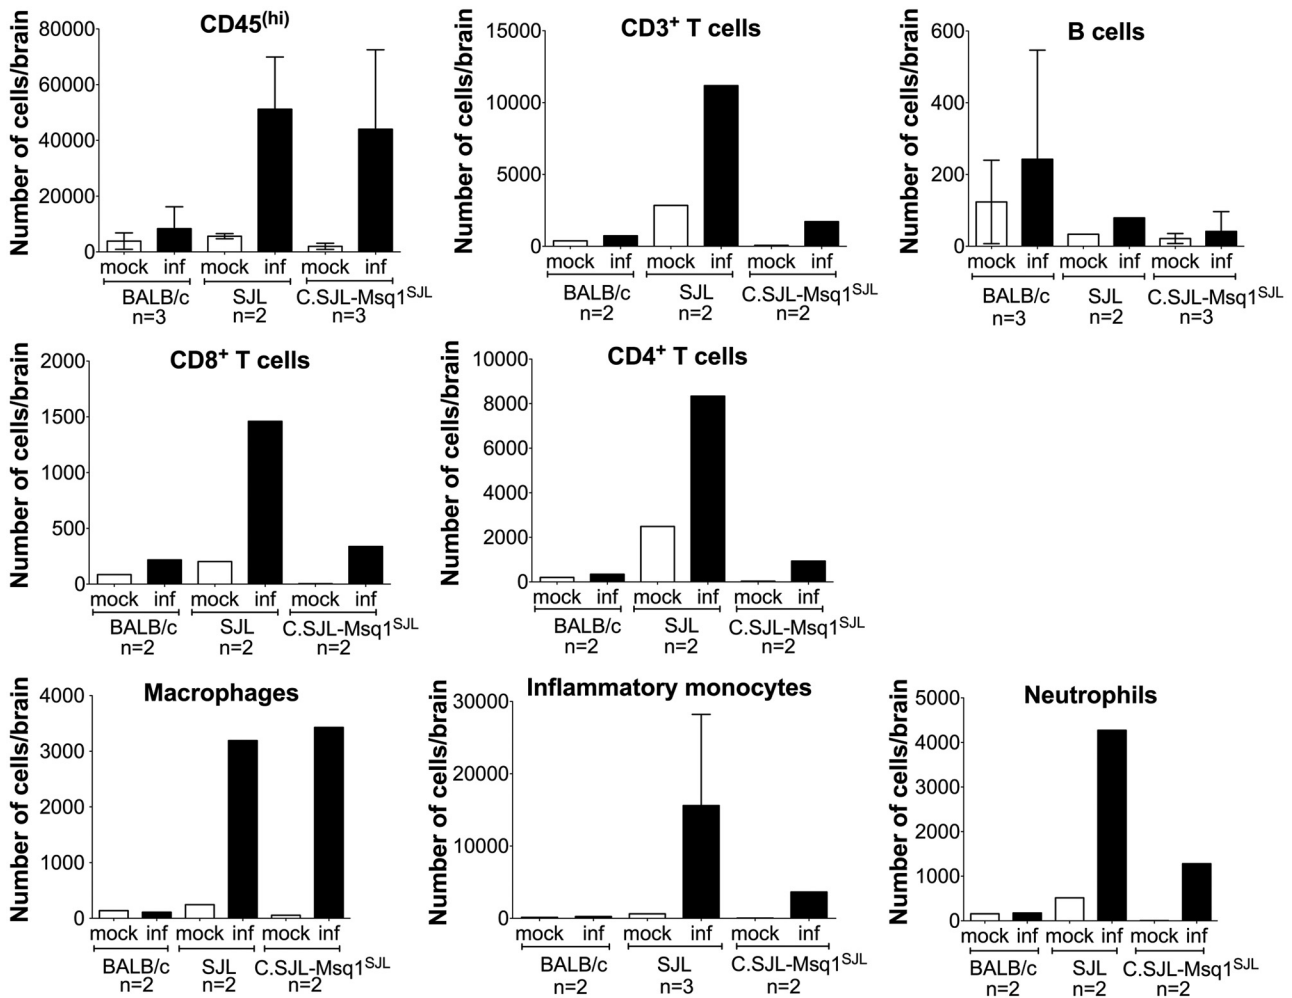 CD45(hi)
Number of cells/brain
80000
60000
40000
20000
0
mock inf mock inf mock inf
BALB/c SJL C.SJL-Msq1SJL
n=3 n=2 n=3
CD3+ T cells
Number of cells/brain
15000
10000
5000
0
mock inf mock inf mock inf
BALB/c SJL C.SJL-Msq1SJL
n=2 n=2 n=2
B cells
Number of cells/brain
600
400
200
0
mock inf mock inf mock inf
BALB/c SJL C.SJL-Msq1SJL
n=3 n=2 n=3
CD8+ T cells
Number of cells/brain
2000
1500
1000
500
0
mock inf mock inf mock inf
BALB/c SJL C.SJL-Msq1SJL
n=2 n=2 n=2
CD4+ T cells
Number of cells/brain
10000
8000
6000
4000
2000
0
mock inf mock inf mock inf
BALB/c SJL C.SJL-Msq1SJL
n=2 n=2 n=2
Macrophages
Number of cells/brain
4000
3000
2000
1000
0
mock inf mock inf mock inf
BALB/c SJL C.SJL-Msq1SJL
n=2 n=2 n=2
Inflammatory monocytes
Number of cells/brain
30000
20000
10000
0
mock inf mock inf mock inf
BALB/c SJL C.SJL-Msq1SJL
n=2 n=3 n=2
Neutrophils
Number of cells/brain
5000
4000
3000
2000
1000
0
mock inf mock inf mock inf
BALB/c SJL C.SJL-Msq1SJL
n=2 n=2 n=2